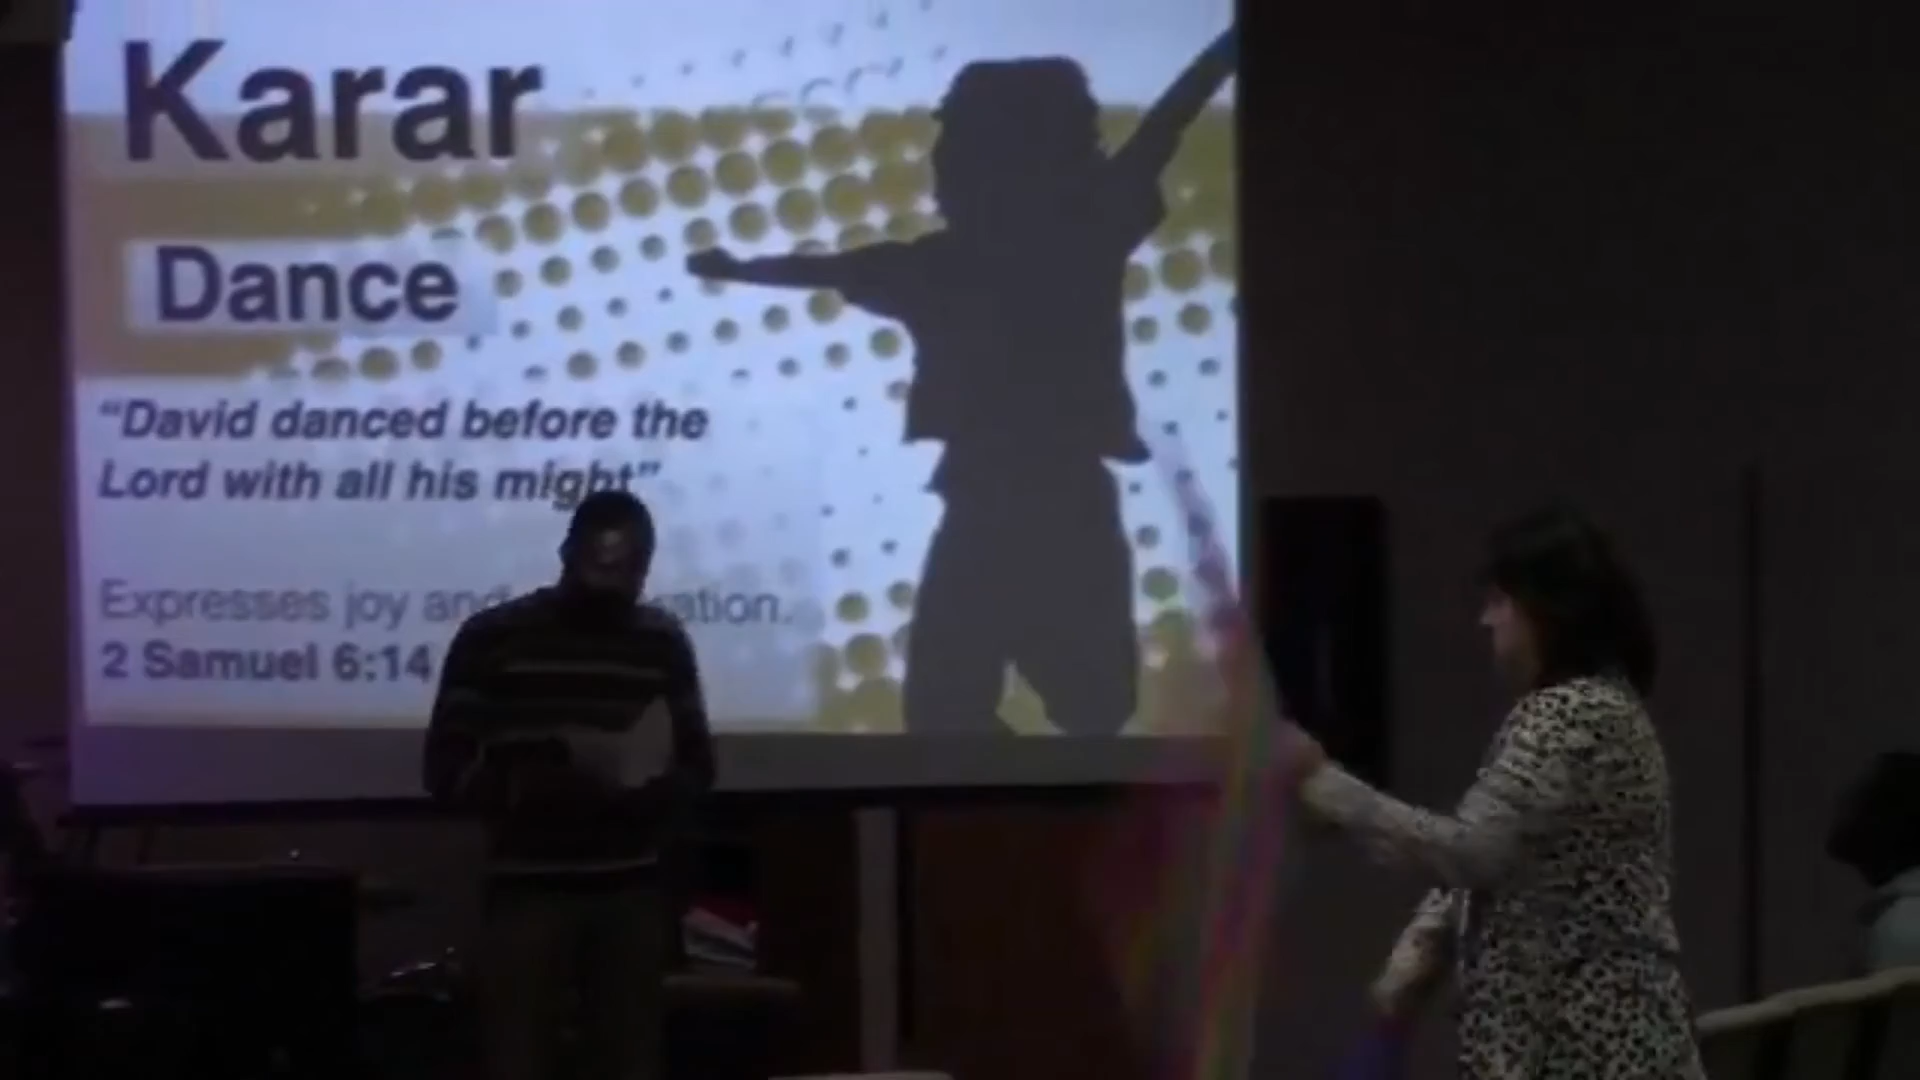 Karar
Dance
“David danced before the
Lord with all his might”
Expresses joy and
2 Samuel 6:14